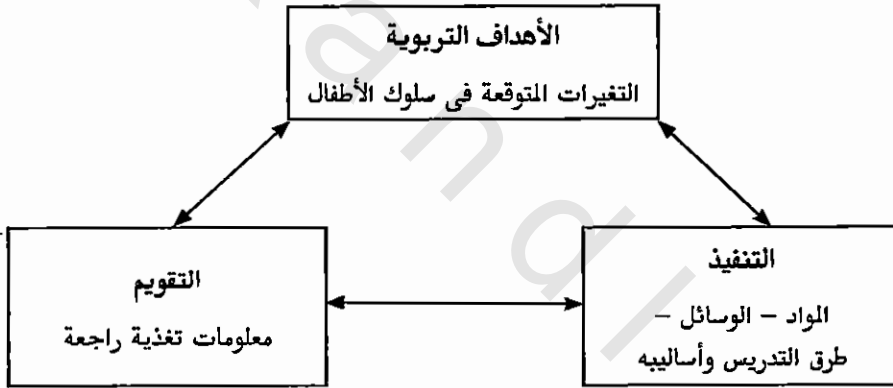 الأهداف التربوية
التغيرات المتوقعة فى سلوك الأطفال
التنفيذ
المواد – الوسائل –
طرق التدريس وأساليبه
التقويم
معلومات تغذية راجعة